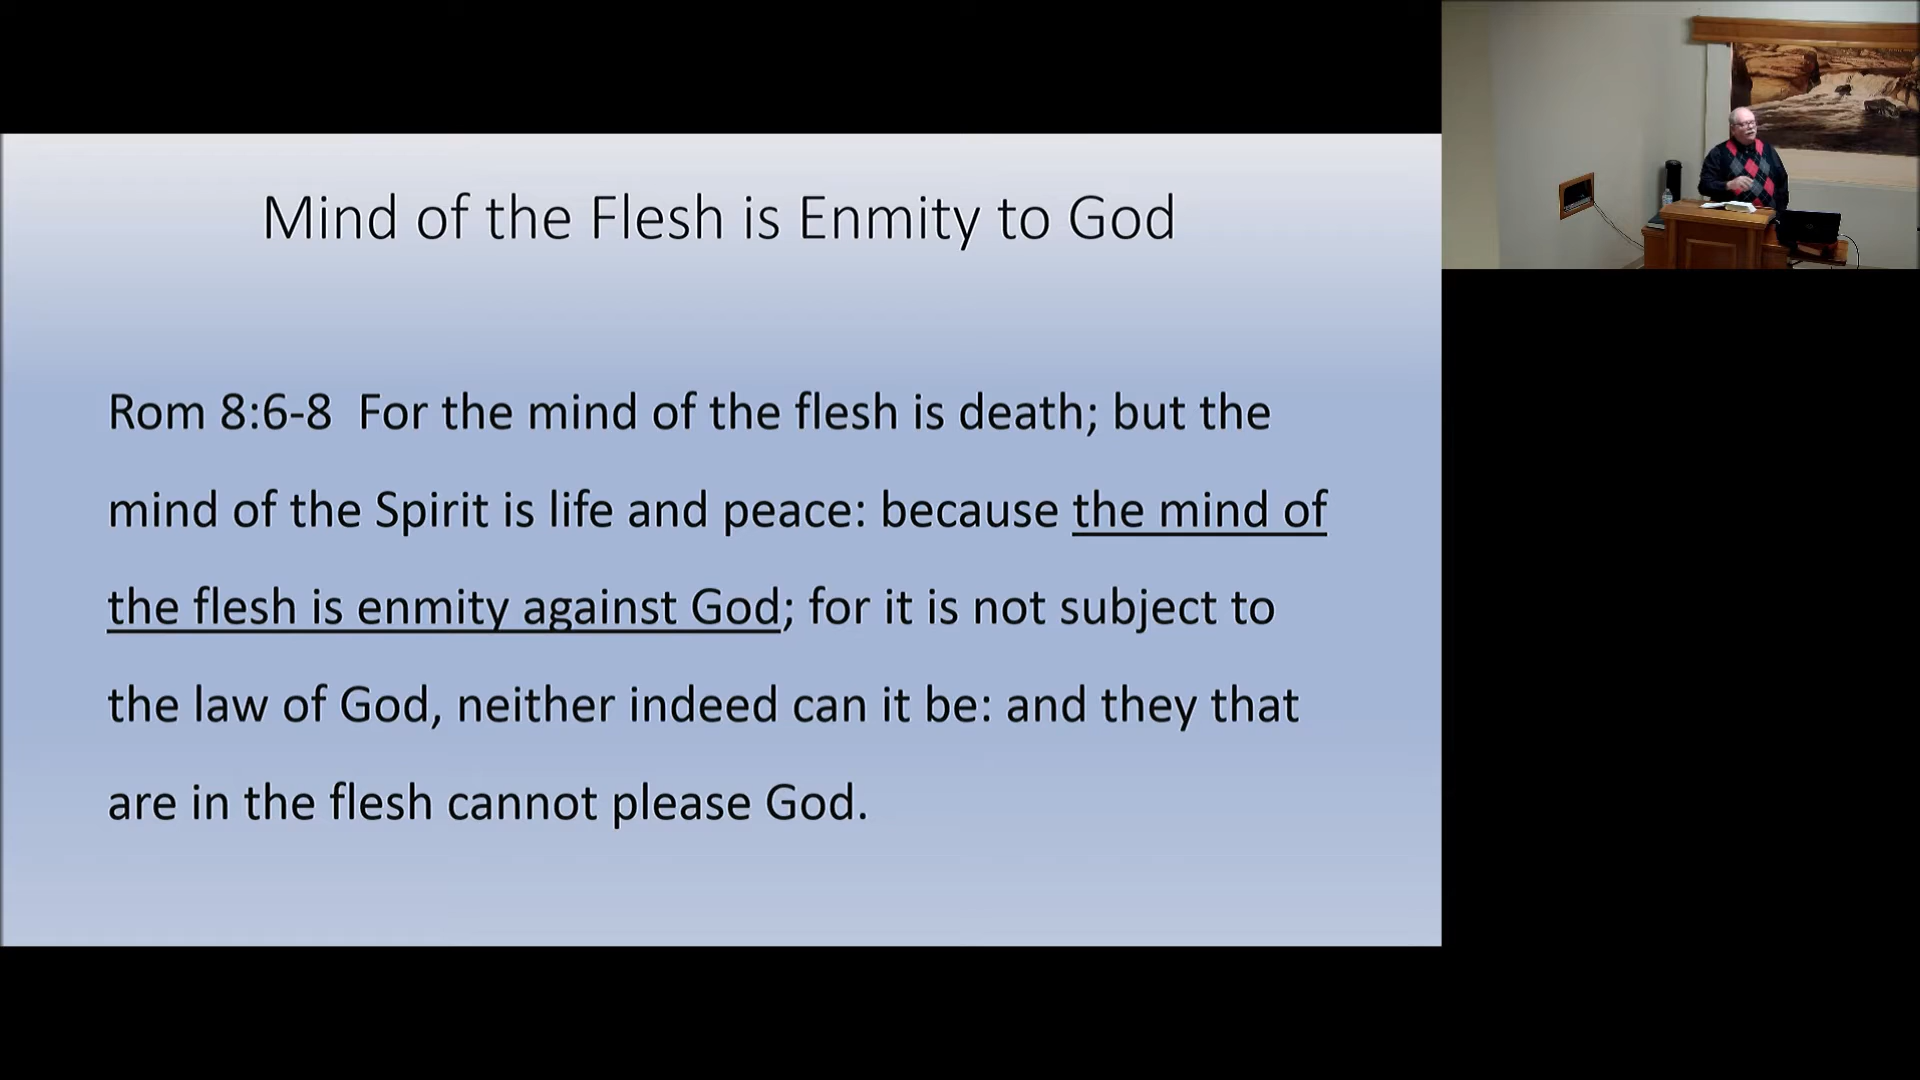 Mind of the Flesh is Enmity to God
Rom 8:6-8  For the mind of the flesh is death; but the
mind of the Spirit is life and peace: because the mind of
the flesh is enmity against God; for it is not subject to
the law of God, neither indeed can it be: and they that
are in the flesh cannot please God.